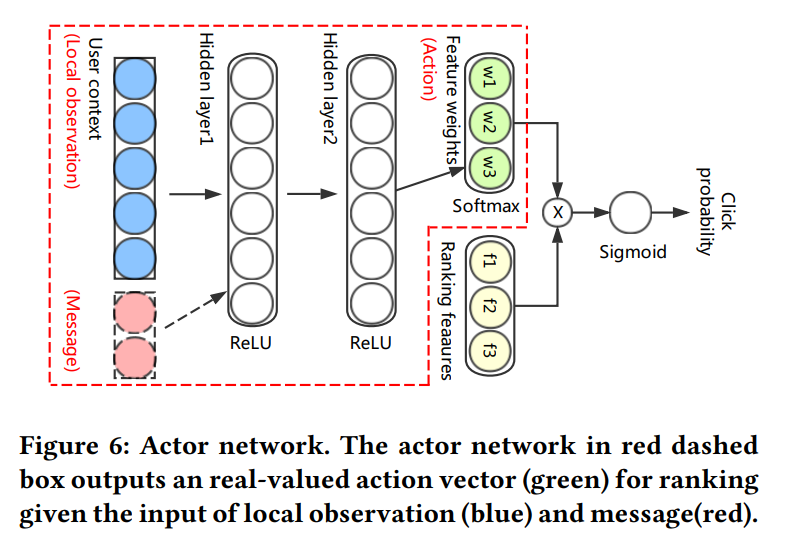 User context
(Local observation)
(Message)
Hidden layer1
ReLU
Hidden layer2
ReLU
Feature weights
(Action)
w1
w2
w3
Softmax
Ranking feaaures
f1
f2
f3
X
Sigmoid
Click
probability
Figure 6: Actor network. The actor network in red dashed
box outputs an real-valued action vector (green) for ranking
given the input of local observation (blue) and message(red).